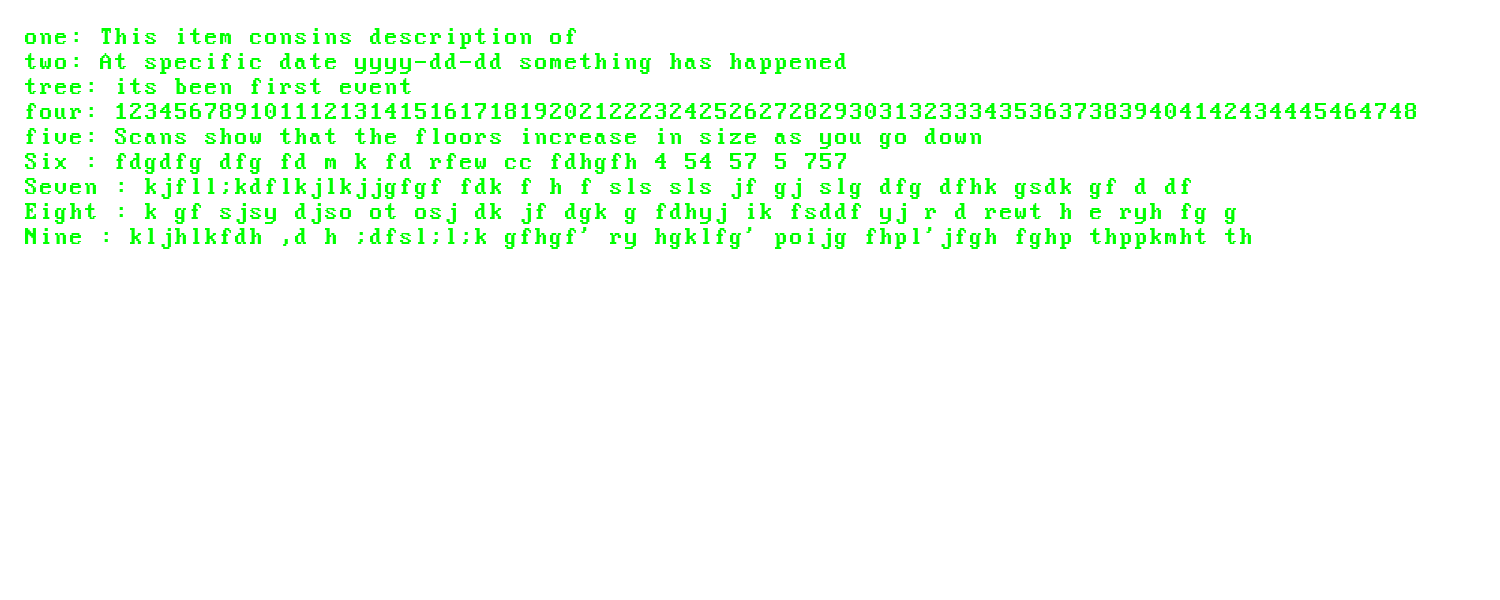 one: This item consins description of
two: At specific date yyyy-dd-dd something has happened
tree: its been first event
four: 123456789101112131415161718192021222324252627282930313233343536373839404142434445464748
five: Scans show that the floors increase in size as you go down
Six : fdgdfg dfg fd m k fd rfew cc fdhgfh 4 54 57 5 757
Seven : kjfll;kdflkjlkjjgfgf fdk f h f sls sls jf gj slg dfg dfhk gsdk gf d df
Eight : k gf sjsy djso ot osj dk jf dgk g fdhyj ik fsddf yj r d rewt h e ryh fg g
Nine : kljhlkfdh ,d h ;dfsl;l;k gfhgf' ry hgklfg' poijg fhpl'jfgh fghp thppkmht th